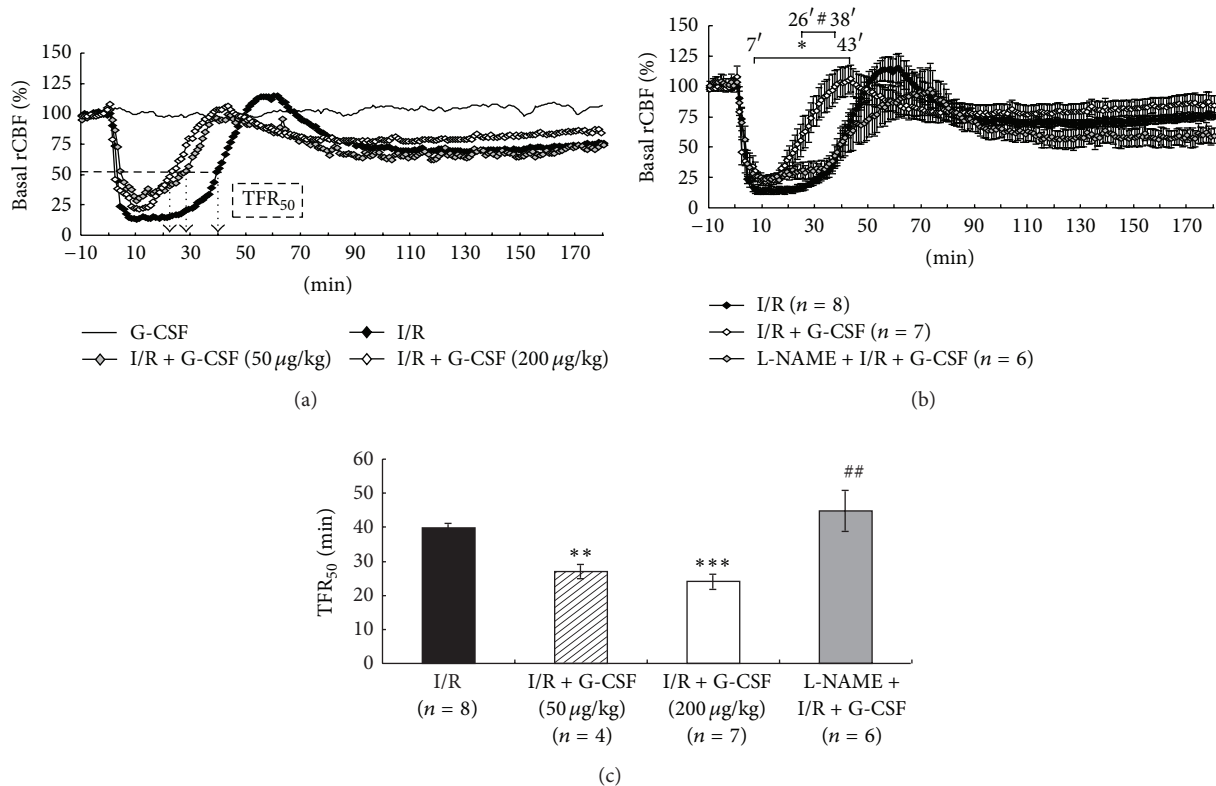 150
125
100
75
50
25
0
Basal rCBF (%)
TFR50
−10 10 30 50 70 90 110 130 150 170
(min)
G-CSF
I/R
I/R + G-CSF (50 μg/kg)
I/R + G-CSF (200 μg/kg)
(a)
26′ # 38′
7′ * 43′
150
125
100
75
50
25
0
Basal rCBF (%)
−10 10 30 50 70 90 110 130 150 170
(min)
I/R (n = 8)
I/R + G-CSF (n = 7)
L-NAME + I/R + G-CSF (n = 6)
(b)
60
50
40
30
20
10
0
TFR50 (min)
**
***
##
I/R
(n = 8)
I/R + G-CSF
(50 μg/kg)
(n = 4)
I/R + G-CSF
(200 μg/kg)
(n = 7)
L-NAME +
I/R + G-CSF
(n = 6)
(c)